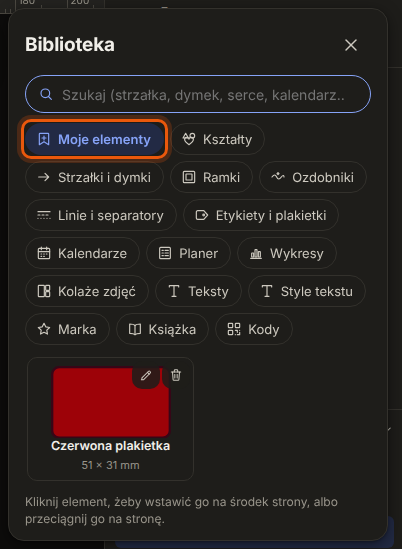 180
200
Biblioteka
Szukaj (strzałka, dymek, serce, kalendarz..
Moje elementy
Kształty
Strzałki i dymki
Ramki
Ozdobniki
Linie i separatory
Etykiety i plakietki
Kalendarze
Planer
Wykresy
Kolaże zdjęć
Teksty
Style tekstu
Marka
Książka
Kody
Czerwona plakietka
51 × 31 mm
Kliknij element, żeby wstawić go na środek strony, albo
przeciągnij go na stronę.